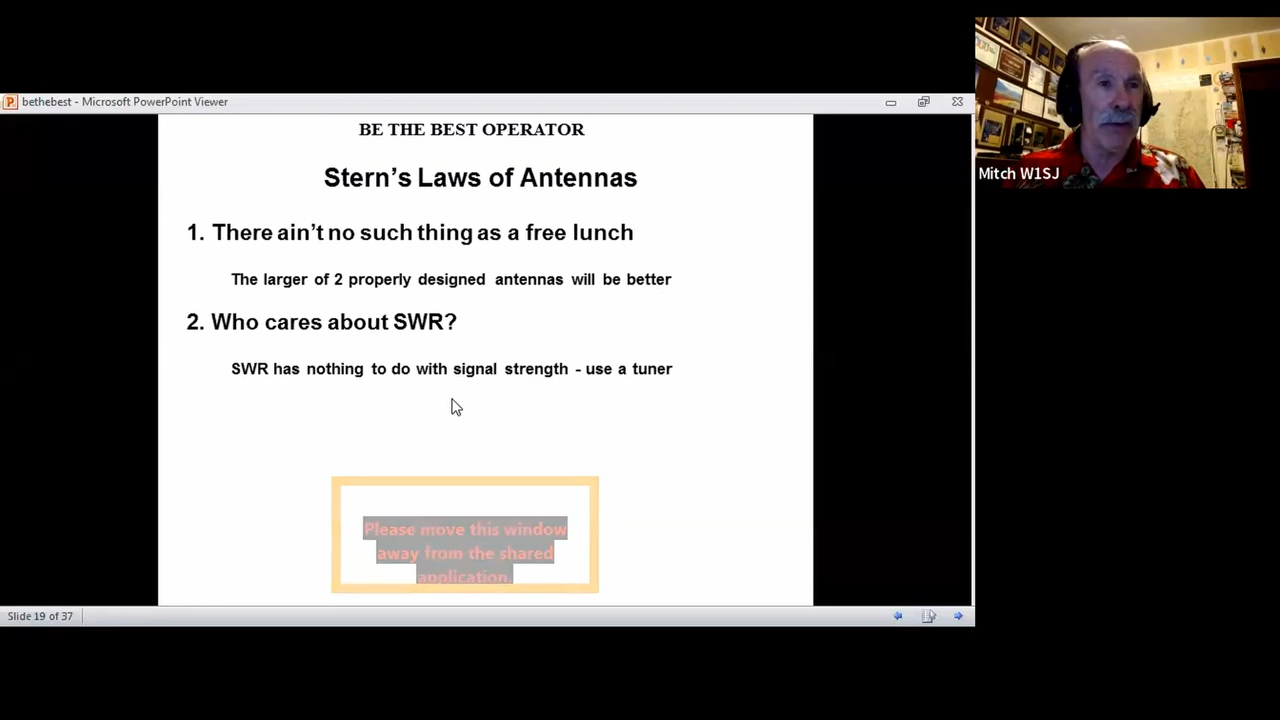 bethebest - Microsoft PowerPoint Viewer
BE THE BEST OPERATOR
Stern's Laws of Antennas
1. There ain't no such thing as a free lunch
The larger of 2 properly designed antennas will be better
2. Who cares about SWR?
SWR has nothing to do with signal strength - use a tuner
Please move this window
away from the shared
application.
Slide 19 of 37
Mitch W1SJ